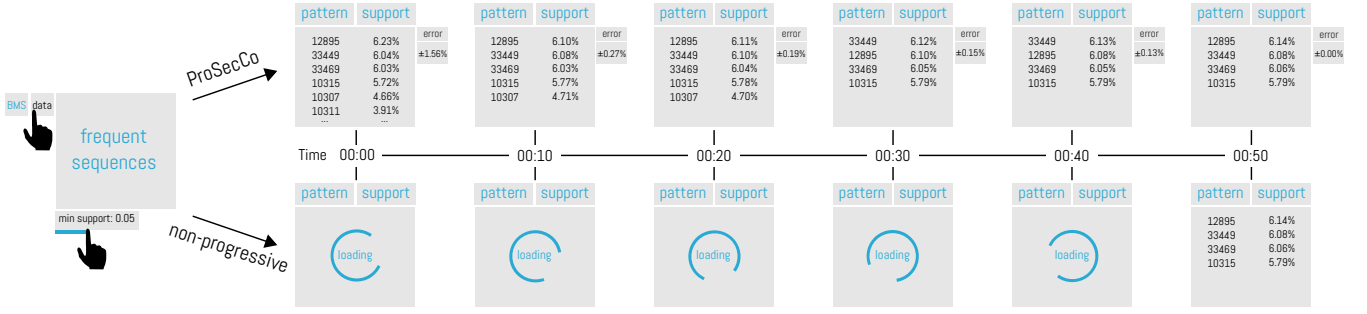 BMS data
frequent
sequences
min support: 0.05
ProSecCo
non-progressive
pattern support
12895 6.23%
33449 6.04%
33469 6.03%
10315 5.72%
10307 4.66%
10311 3.91%
... ...
error
±1.56%
pattern support
12895 6.10%
33449 6.08%
33469 6.03%
10315 5.77%
10307 4.71%
error
±0.27%
pattern support
12895 6.11%
33449 6.10%
33469 6.04%
10315 5.78%
10307 4.70%
error
±0.19%
pattern support
33449 6.12%
12895 6.10%
33469 6.05%
10315 5.79%
error
±0.15%
pattern support
33449 6.13%
12895 6.08%
33469 6.05%
10315 5.79%
error
±0.13%
pattern support
12895 6.14%
33449 6.08%
33469 6.06%
10315 5.79%
error
±0.00%
Time 00:00 00:10 00:20 00:30 00:40 00:50
pattern support
loading
pattern support
loading
pattern support
loading
pattern support
loading
pattern support
loading
pattern support
12895 6.14%
33449 6.08%
33469 6.06%
10315 5.79%